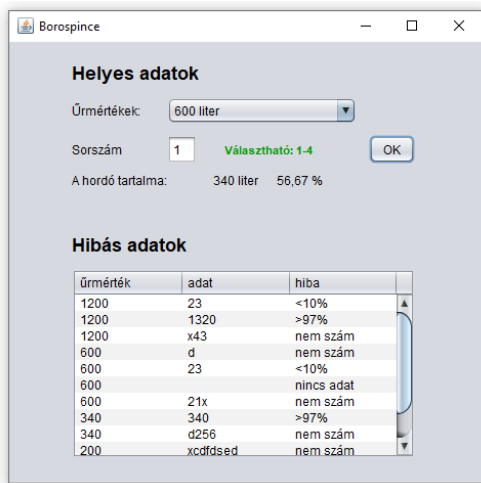 Borospince
Helyes adatok
Űrmértékek: 600 liter
Sorszám 1 Választható: 1-4 OK
A hordó tartalma: 340 liter 56,67 %
Hibás adatok
űrmérték adat hiba
1200 23 <10%
1200 1320 >97%
1200 x43 nem szám
600 d nem szám
600 23 <10%
600 nincs adat
600 21x nem szám
340 340 >97%
340 d256 nem szám
200 xcdfdsed nem szám